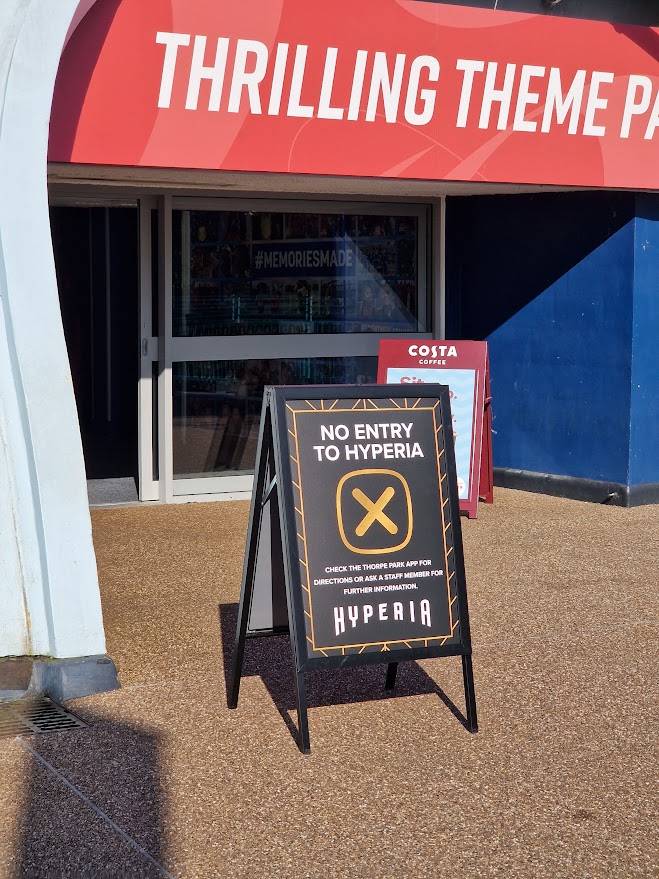 THRILLING THEME
#MEMORIESMADE
COSTA
COFFEE
NO ENTRY
TO HYPERIA
CHECK THE THORPE PARK APP FOR
DIRECTIONS OR ASK A STAFF MEMBER FOR
FURTHER INFORMATION.
HYPERIA